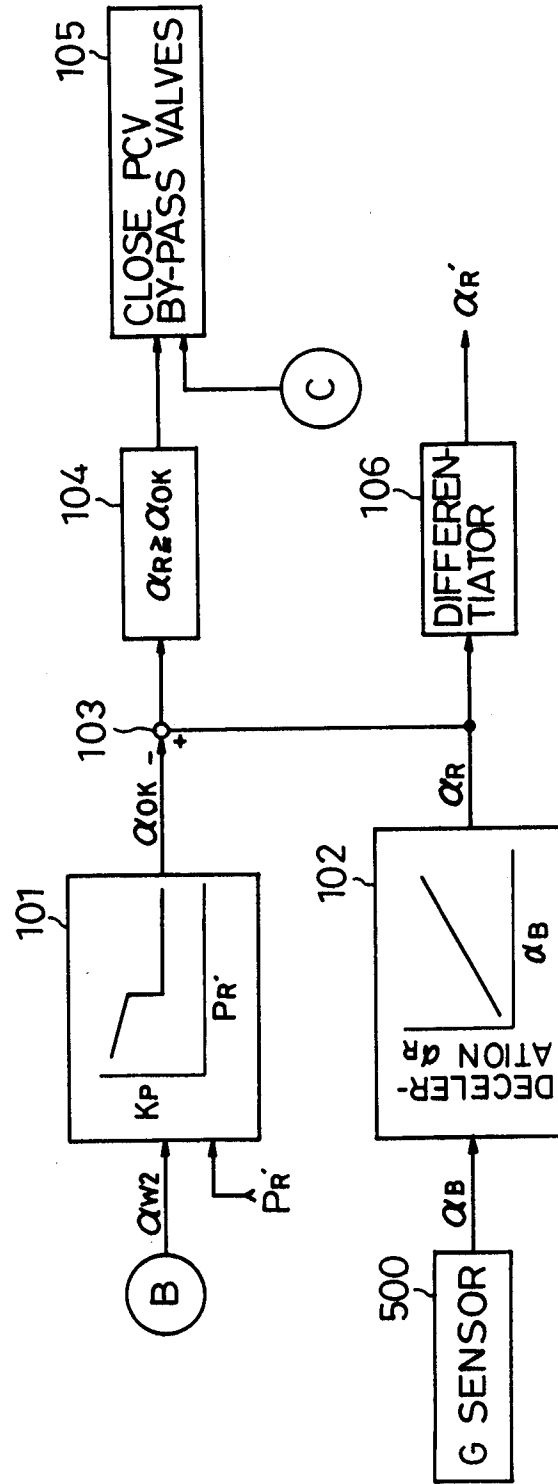 B
αW2
PR′
101
KP
PR′
αOK
−
+
103
104
αR ≧ αOK
105
CLOSE PCV
BY-PASS VALVES
C
500
G SENSOR
αB
102
DECELER-
ATION αR
αB
αR
106
DIFFEREN-
TIATOR
αR′